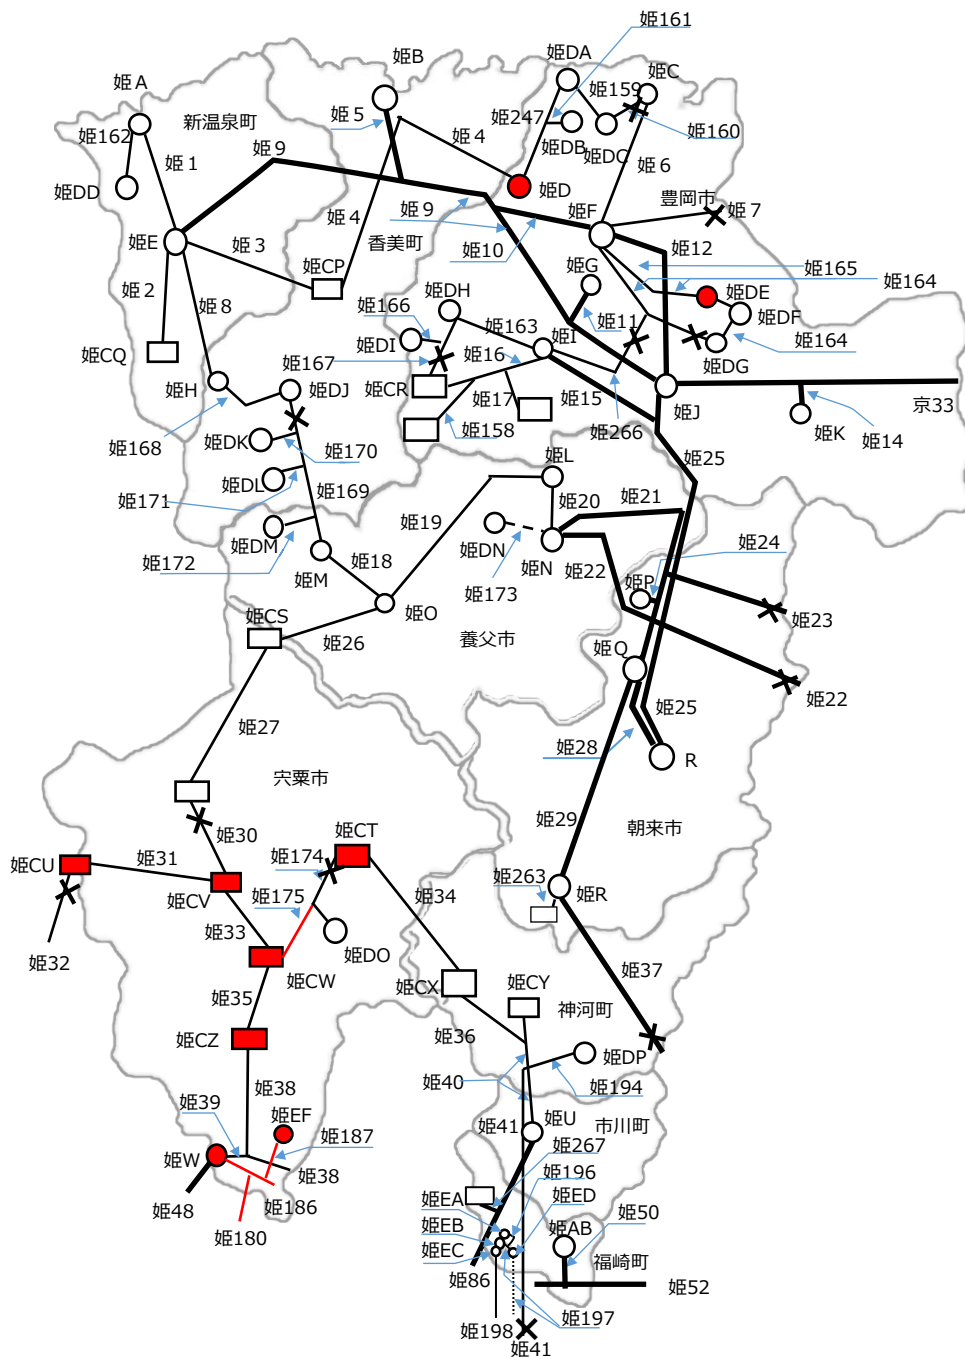 姫161
姫DA
姫B
姫C
姫A
姫159
姫5
姫247
新温泉町
姫160
姫162
姫4
姫9
姫DB
姫DC
姫1
姫6
姫DD
姫D
豊岡市
姫7
姫9
姫F
姫4
姫E
姫3
香美町
姫12
姫10
姫CP
姫G
姫165
姫164
姫2
姫DH
姫DE
姫8
姫166
姫11
姫DF
姫163
姫DI
姫I
姫164
姫CQ
姫167
姫16
姫DG
姫H
姫DJ
姫CR
姫J
姫17
姫15
京33
姫K
姫14
姫168
姫DK
姫170
姫158
姫266
姫L
姫25
姫DL
姫171
姫169
姫20
姫21
姫19
姫DM
姫DN
姫24
姫172
姫M
姫18
姫N
姫22
姫P
姫173
姫CS
姫O
姫23
姫26
養父市
姫Q
姫22
姫25
姫27
姫28
R
宍粟市
姫29
姫30
姫CT
朝来市
姫31
姫174
姫CU
姫263
姫CV
姫175
姫34
姫R
姫33
姫DO
姫32
姫CW
姫37
姫35
姫CX
姫CY
神河町
姫CZ
姫36
姫DP
姫38
姫40
姫194
姫39
姫EF
姫41
姫U
市川町
姫187
姫267
姫W
姫38
姫196
姫EA
姫ED
姫48
姫186
姫50
姫EB
姫AB
姫180
姫EC
福崎町
姫86
姫52
姫198
姫197
姫41